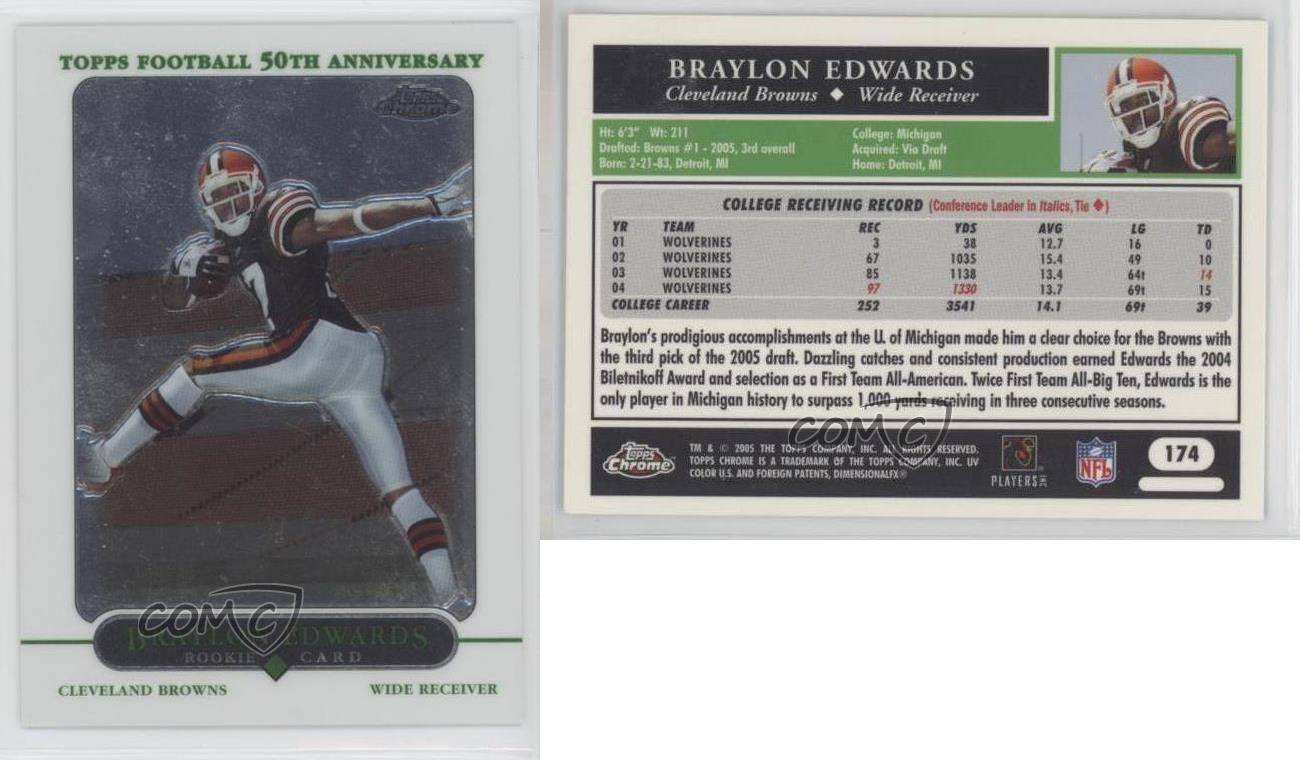 TOPPS FOOTBALL 50TH ANNIVERSARY
Topps
Chrome
7
COMC
BRAYLON EDWARDS
ROOKIE CARD
CLEVELAND BROWNS WIDE RECEIVER
BRAYLON EDWARDS
Cleveland Browns ◆ Wide Receiver
Ht: 6'3" Wt: 211 College: Michigan
Drafted: Browns #1 - 2005, 3rd overall Acquired: Via Draft
Born: 2-21-83, Detroit, MI Home: Detroit, MI
COLLEGE RECEIVING RECORD (Conference Leader in Italics, Tie ◆)
YR TEAM REC YDS AVG LG TD
01 WOLVERINES 3 38 12.7 16 0
02 WOLVERINES 67 1035 15.4 49 10
03 WOLVERINES 85 1138 13.4 64t 14
04 WOLVERINES 97 1330 13.7 69t 15
COLLEGE CAREER 252 3541 14.1 69t 39
Braylon's prodigious accomplishments at the U. of Michigan made him a clear choice for the Browns with
the third pick of the 2005 draft. Dazzling catches and consistent production earned Edwards the 2004
Biletnikoff Award and selection as a First Team All-American. Twice First Team All-Big Ten, Edwards is the
only player in Michigan history to surpass 1,000 yards receiving in three consecutive seasons.
COMC
Topps
Chrome
TM & © 2005 THE TOPPS COMPANY, INC. ALL RIGHTS RESERVED.
TOPPS CHROME IS A TRADEMARK OF THE TOPPS COMPANY, INC. UV
COLOR U.S. AND FOREIGN PATENTS, DIMENSIONALFX®
PLAYERS INC
NFL
174